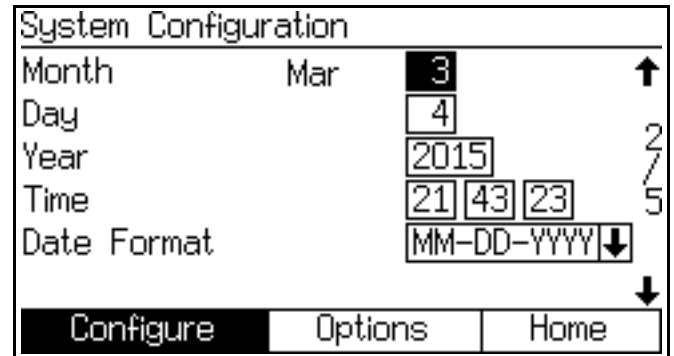 System Configuration
Month Mar 3
Day 4
Year 2015
Time 21 43 23
Date Format MM-DD-YYYY
2/5
Configure Options Home